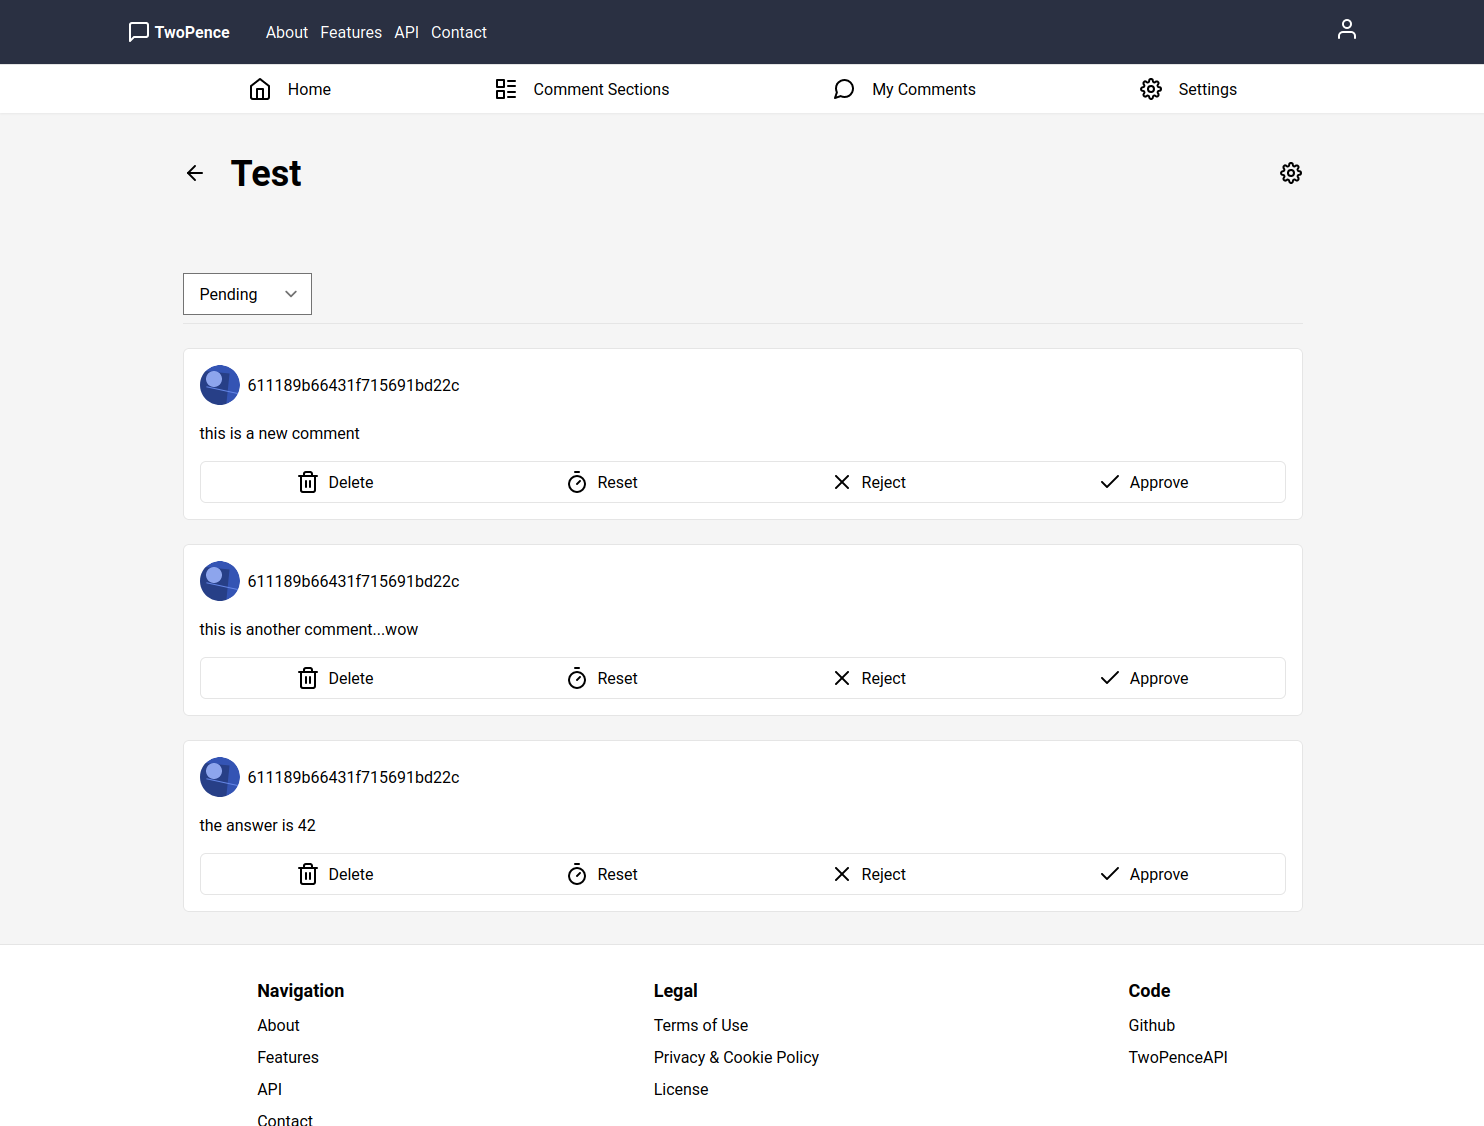 TwoPence About Features API Contact
Home Comment Sections My Comments Settings
Test
Pending
611189b66431f715691bd22c
this is a new comment
Delete Reset Reject Approve
611189b66431f715691bd22c
this is another comment...wow
Delete Reset Reject Approve
611189b66431f715691bd22c
the answer is 42
Delete Reset Reject Approve
Navigation Legal Code
About Terms of Use Github
Features Privacy & Cookie Policy TwoPenceAPI
API License
Contact